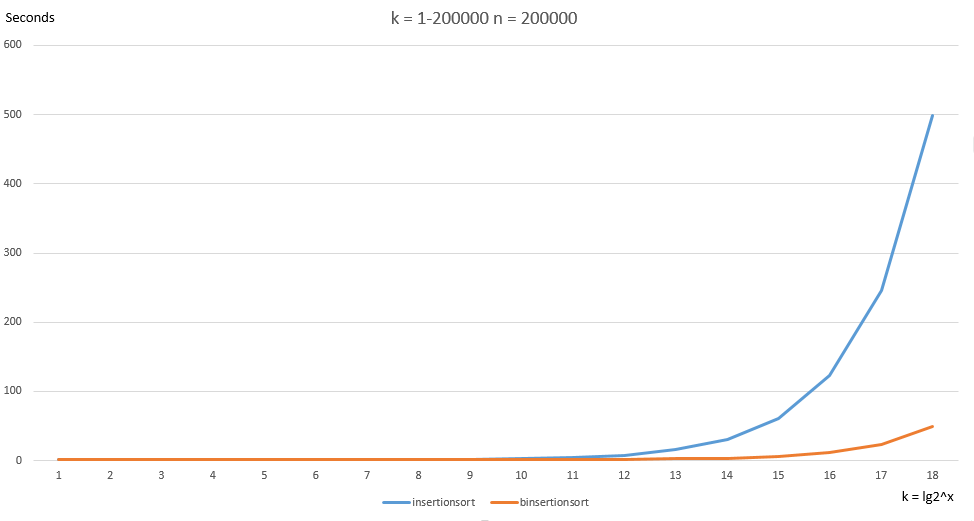 Seconds
k = 1-200000 n = 200000
600
500
400
300
200
100
0
1 2 3 4 5 6 7 8 9 10 11 12 13 14 15 16 17 18
k = lg2^x
insertionsort binsertionsort